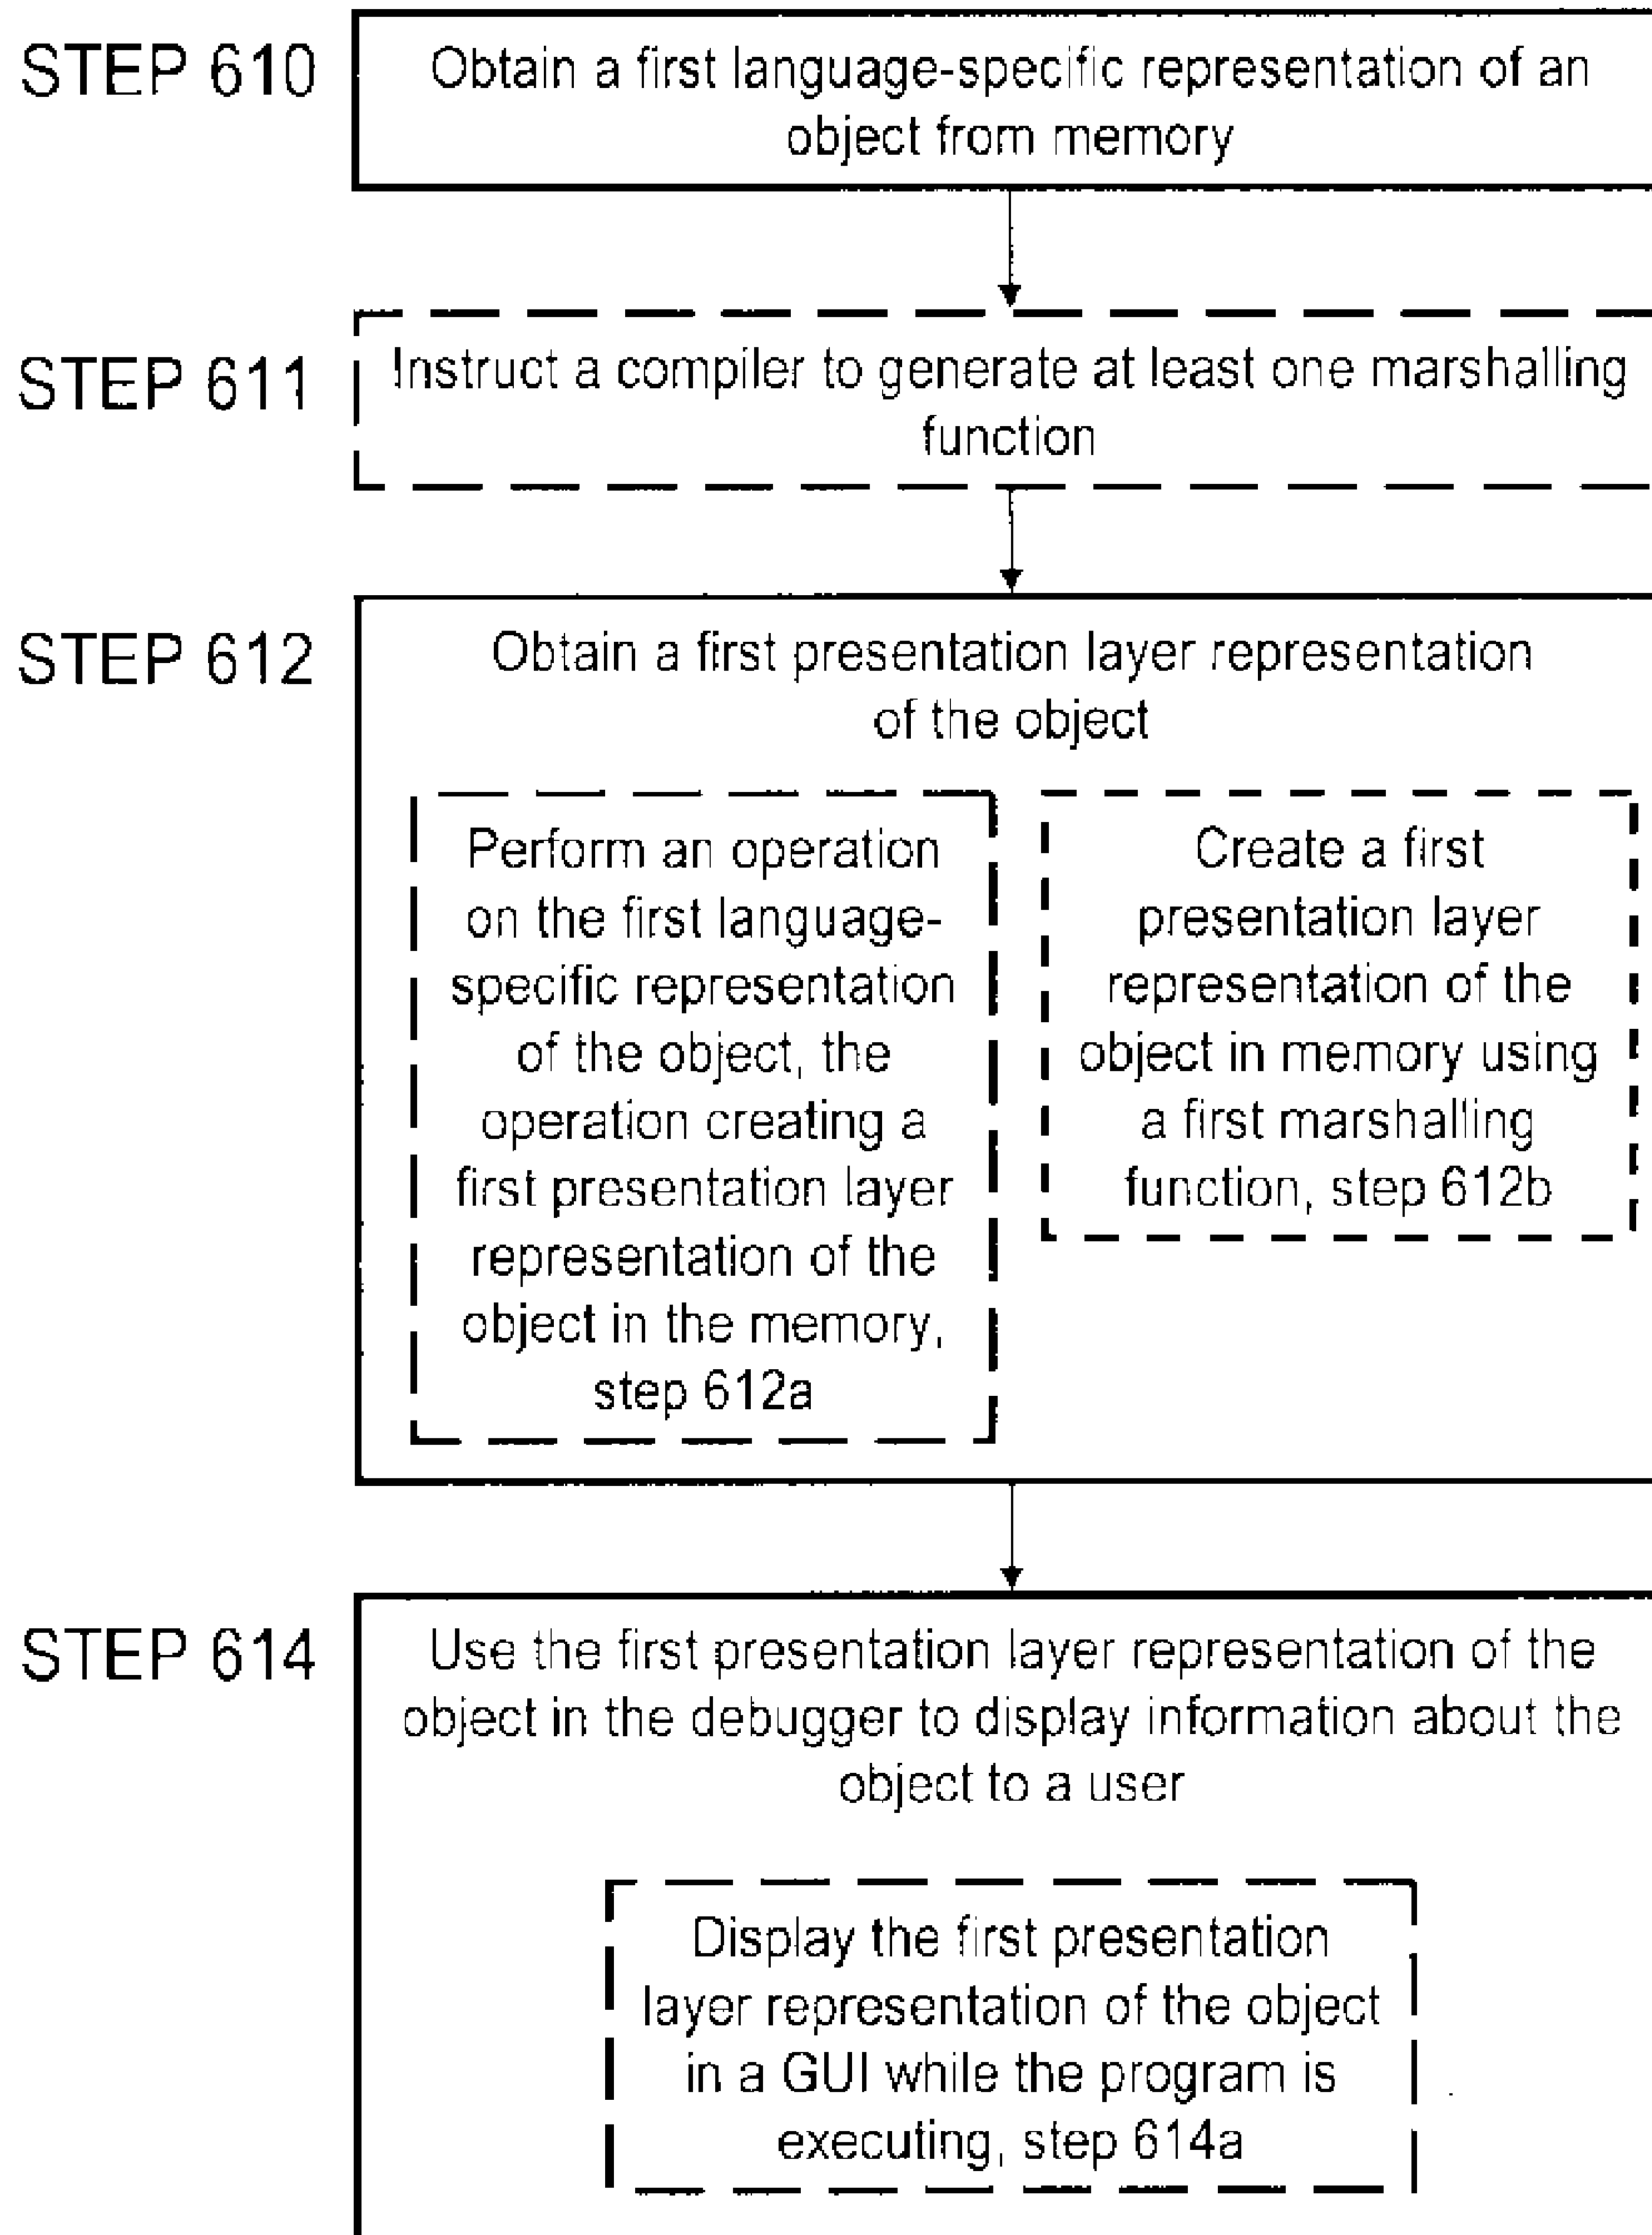 STEP 610
Obtain a first language-specific representation of an
object from memory
STEP 611
Instruct a compiler to generate at least one marshalling
function
STEP 612
Obtain a first presentation layer representation
of the object
Perform an operation
on the first language-
specific representation
of the object, the
operation creating a
first presentation layer
representation of the
object in the memory,
step 612a
Create a first
presentation layer
representation of the
object in memory using
a first marshalling
function, step 612b
STEP 614
Use the first presentation layer representation of the
object in the debugger to display information about the
object to a user
Display the first presentation
layer representation of the object
in a GUI while the program is
executing, step 614a